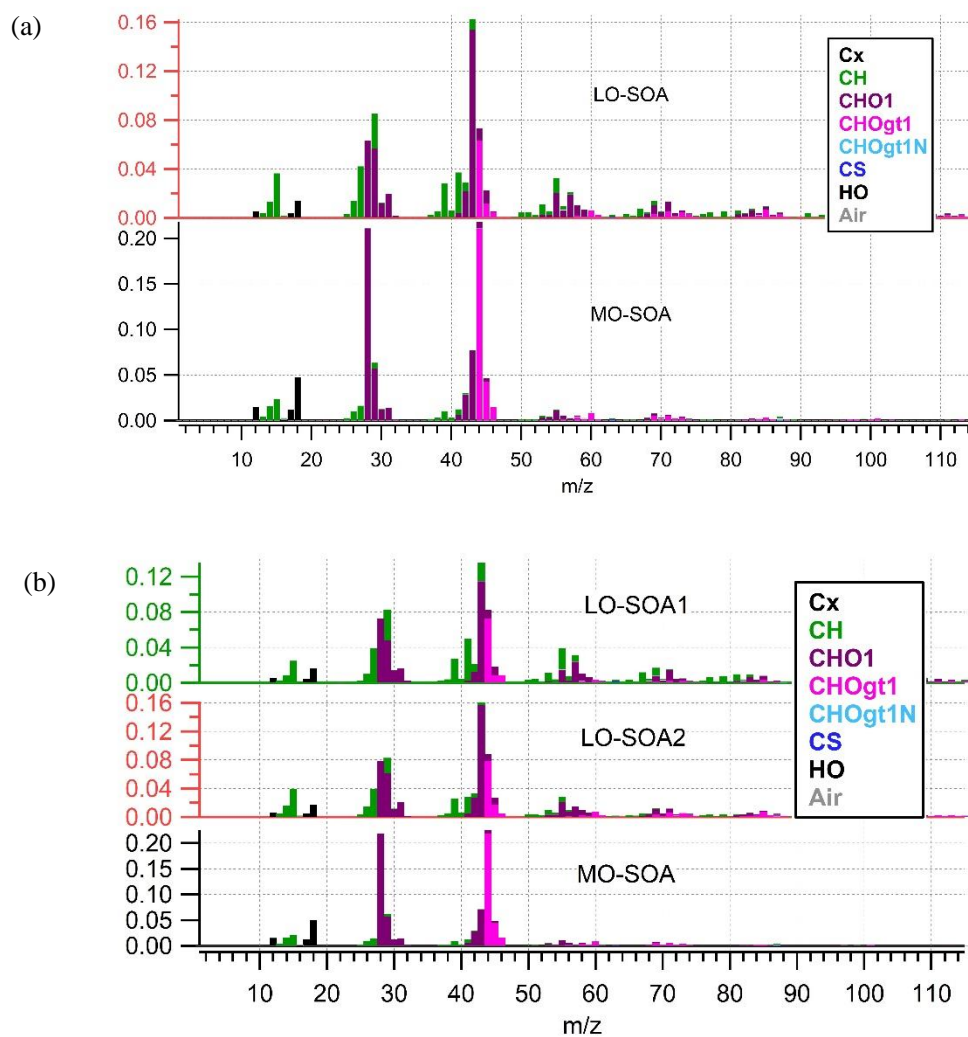 (a)
0.16
0.12
0.08
0.04
0.00
LO-SOA
Cx
CH
CHO1
CHOgt1
CHOgt1N
CS
HO
Air
0.20
0.15
0.10
0.05
0.00
MO-SOA
10 20 30 40 50 60 70 80 90 100 110
m/z
(b)
0.12
0.08
0.04
0.00
LO-SOA1
Cx
CH
CHO1
CHOgt1
CHOgt1N
CS
HO
Air
0.16
0.12
0.08
0.04
0.00
LO-SOA2
0.20
0.15
0.10
0.05
0.00
MO-SOA
10 20 30 40 50 60 70 80 90 100 110
m/z